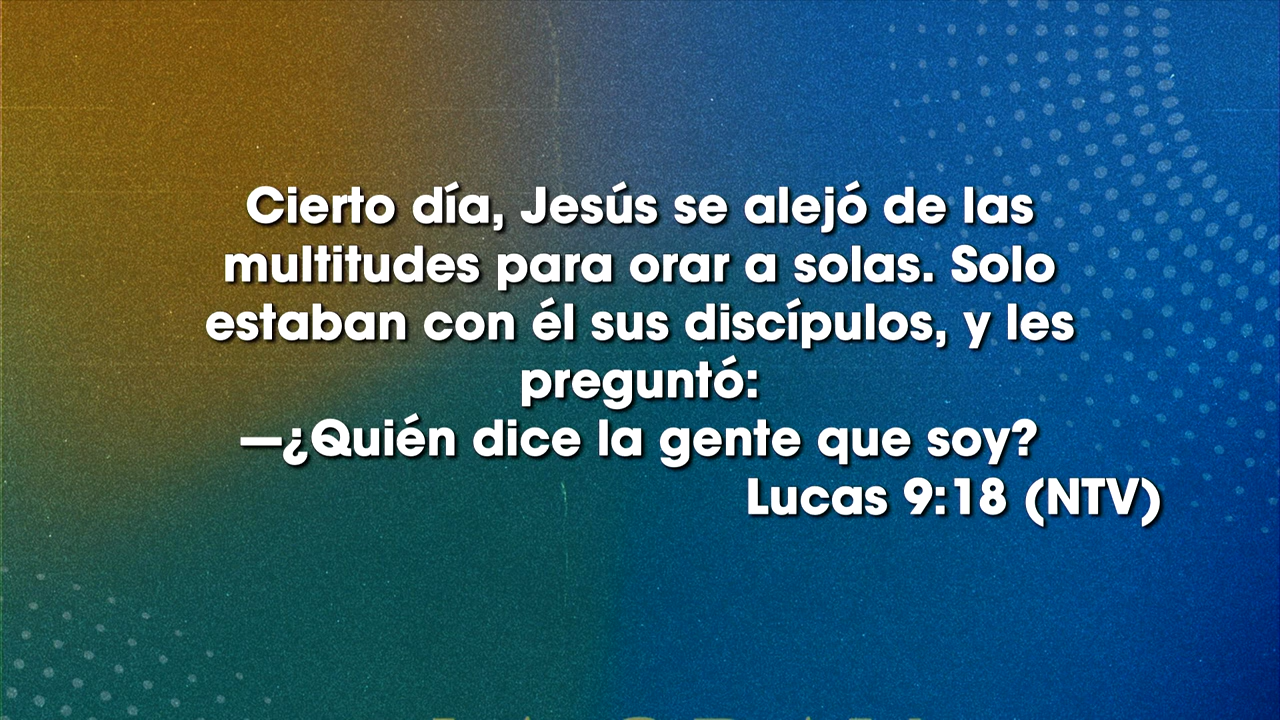 Cierto día, Jesús se alejó de las
multitudes para orar a solas. Solo
estaban con él sus discípulos, y les
preguntó:
—¿Quién dice la gente que soy?
Lucas 9:18 (NTV)